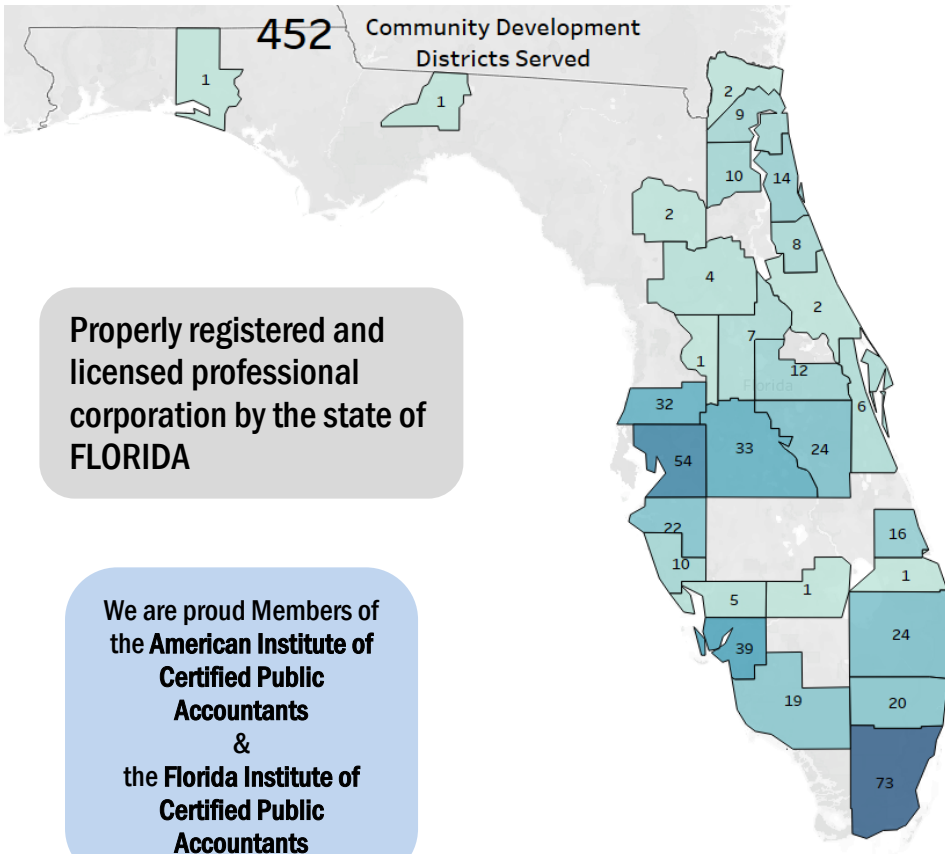 452 Community Development
Districts Served
1
1
2
9
10
14
2
8
4
2
7
1
12
Florida
6
32
54
33
24
22
10
16
1
5
1
24
39
19
20
73
Properly registered and
licensed professional
corporation by the state of
FLORIDA
We are proud Members of
the American Institute of
Certified Public
Accountants
&
the Florida Institute of
Certified Public
Accountants